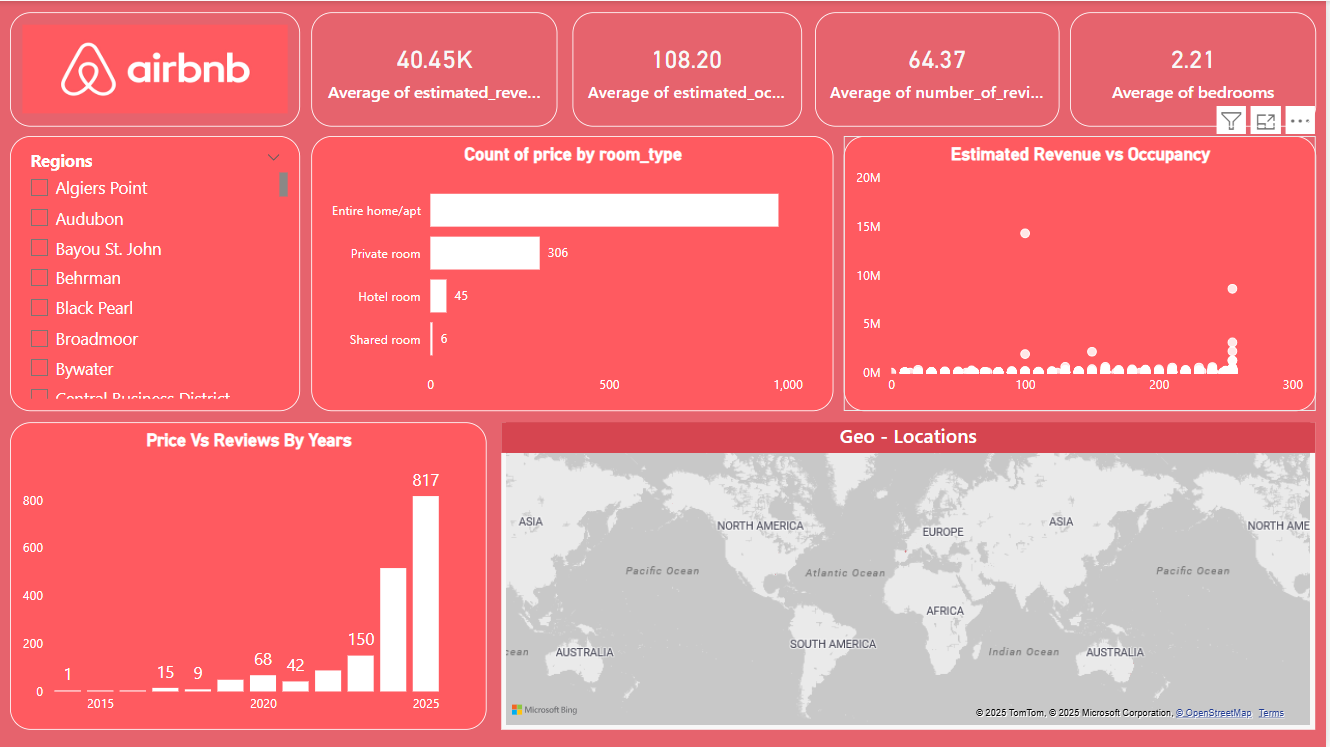 airbnb
40.45K
Average of estimated_reve...
108.20
Average of estimated_oc...
64.37
Average of number_of_revi...
2.21
Average of bedrooms
Regions
Algiers Point
Audubon
Bayou St. John
Behrman
Black Pearl
Broadmoor
Bywater
Central Business District
Count of price by room_type
Entire home/apt
Private room
306
Hotel room
45
Shared room
6
0
500
1,000
Estimated Revenue vs Occupancy
20M
15M
10M
5M
0M
0
100
200
300
Price Vs Reviews By Years
800
600
400
200
0
1
15
9
68
42
150
817
2015
2020
2025
Geo - Locations
ASIA
NORTH AMERICA
EUROPE
ASIA
NORTH AME
Pacific Ocean
Atlantic Ocean
Pacific Ocean
AFRICA
SOUTH AMERICA
ean
AUSTRALIA
Indian Ocean
AUSTRALIA
Microsoft Bing
© 2025 TomTom, © 2025 Microsoft Corporation, © OpenStreetMap Terms